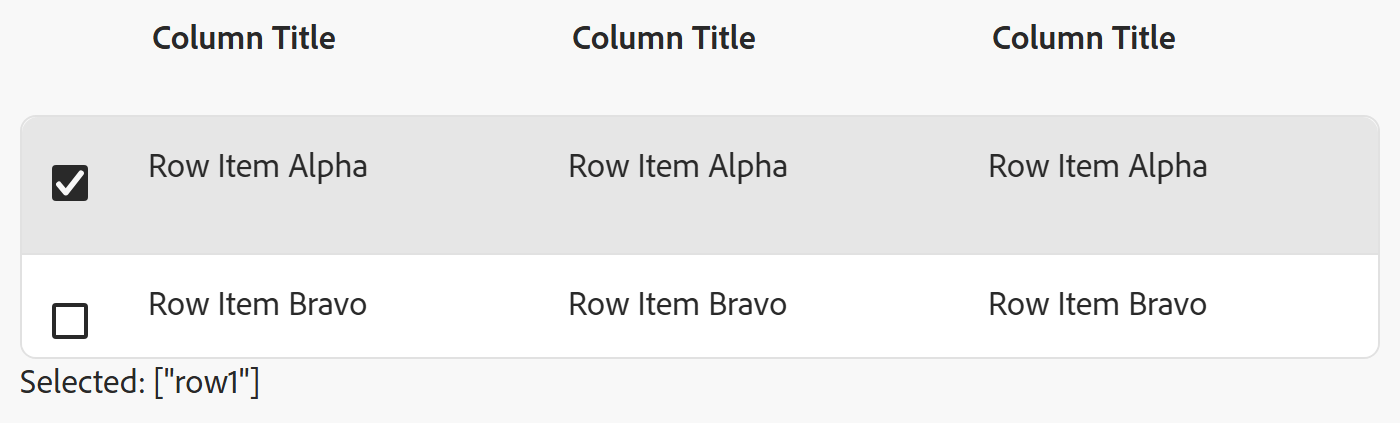 Column Title Column Title Column Title
Row Item Alpha Row Item Alpha Row Item Alpha
Row Item Bravo Row Item Bravo Row Item Bravo
Selected: ["row1"]